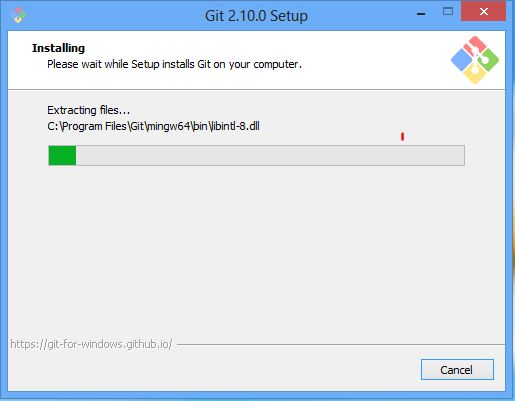 Git 2.10.0 Setup
Installing
Please wait while Setup installs Git on your computer.
Extracting files...
C:\Program Files\Git\mingw64\bin\libintl-8.dll
https://git-for-windows.github.io/
Cancel